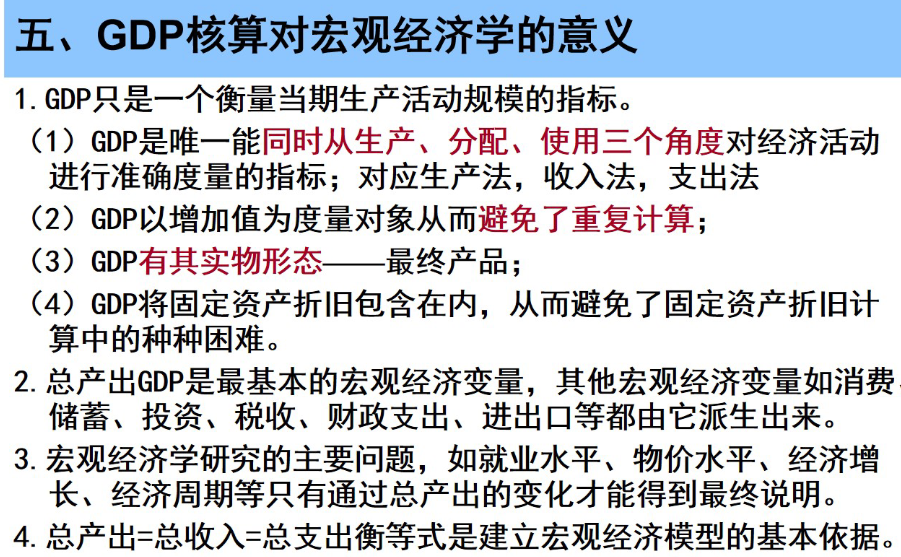 五、GDP核算对宏观经济学的意义
1.GDP只是一个衡量当期生产活动规模的指标。
（1）GDP是唯一能同时从生产、分配、使用三个角度对经济活动
进行准确度量的指标；对应生产法，收入法，支出法
（2）GDP以增加值为度量对象从而避免了重复计算；
（3）GDP有其实物形态——最终产品；
（4）GDP将固定资产折旧包含在内，从而避免了固定资产折旧计
算中的种种困难。
2.总产出GDP是最基本的宏观经济变量，其他宏观经济变量如消费、
储蓄、投资、税收、财政支出、进出口等都由它派生出来。
3.宏观经济学研究的主要问题，如就业水平、物价水平、经济增
长、经济周期等只有通过总产出的变化才能得到最终说明。
4.总产出=总收入=总支出衡等式是建立宏观经济模型的基本依据。